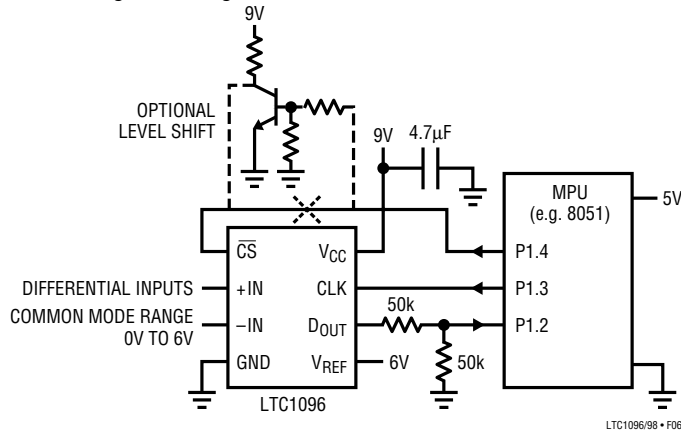 9V
OPTIONAL
LEVEL SHIFT
9V
4.7µF
MPU
(e.g. 8051)
5V
CS
VCC
P1.4
DIFFERENTIAL INPUTS
+IN
CLK
P1.3
COMMON MODE RANGE
0V TO 6V
–IN
DOUT
50k
P1.2
GND
VREF
6V
50k
LTC1096
LTC1096/98 • F06